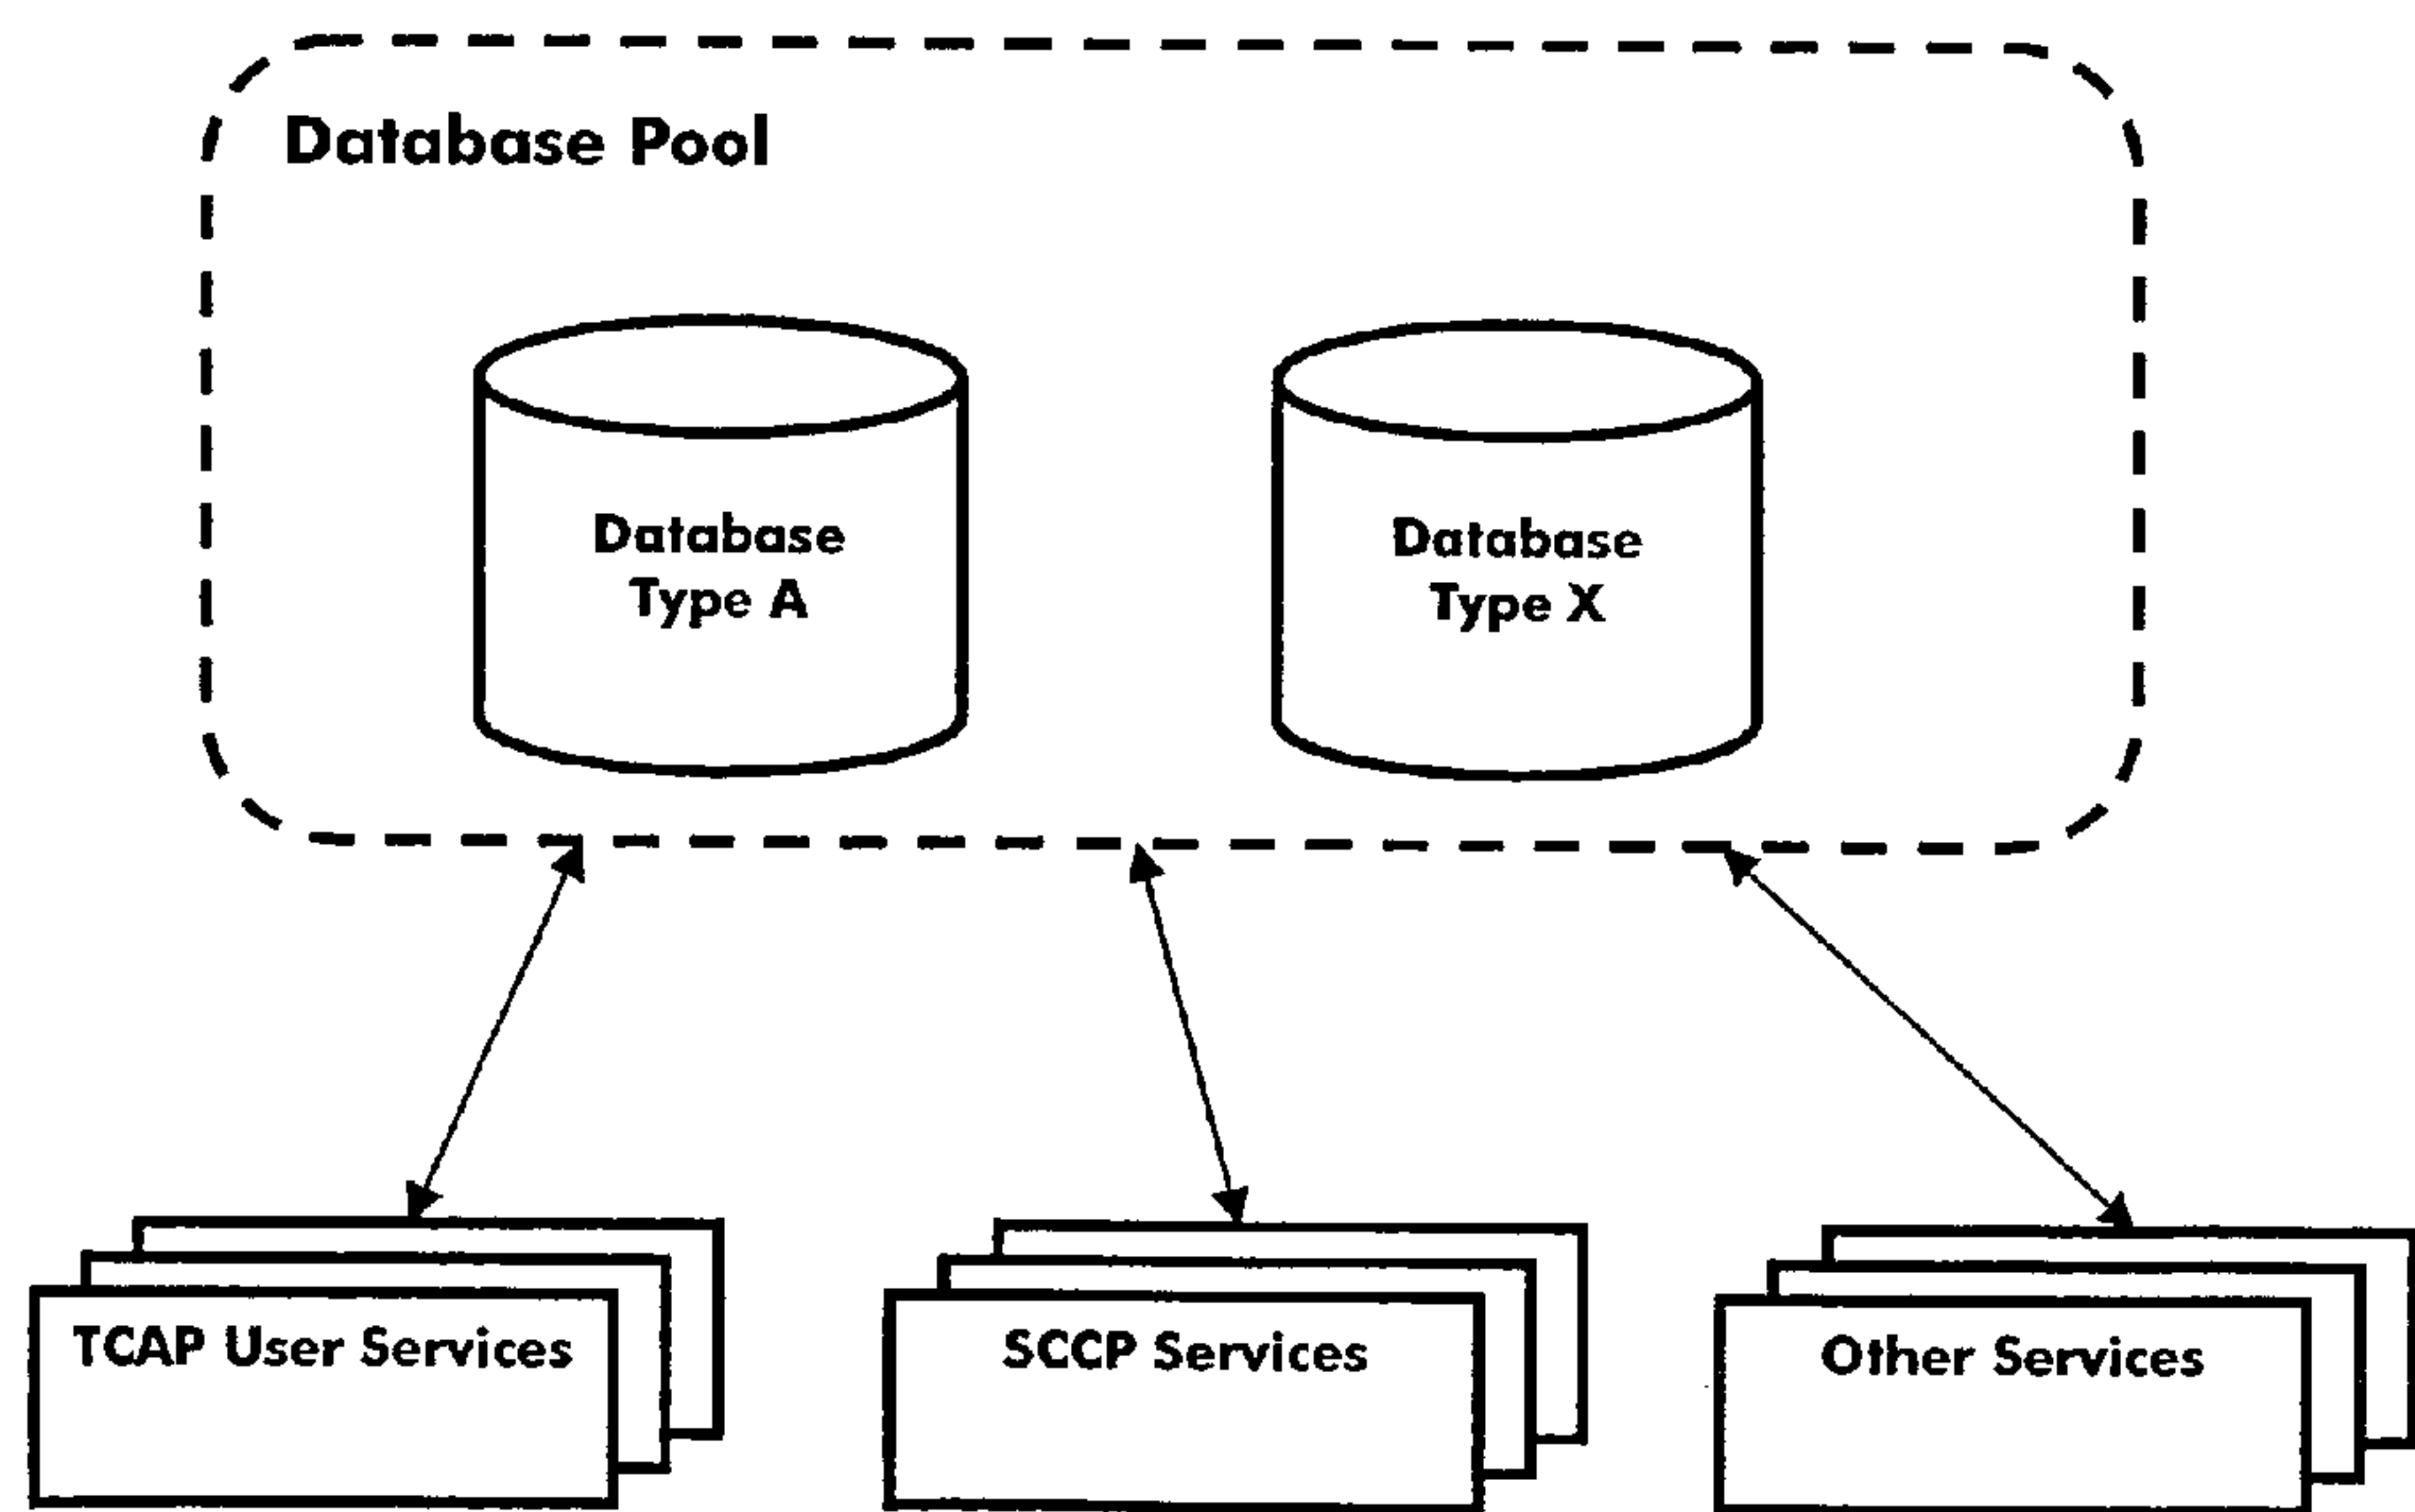 Database Pool
Database
Type A
Database
Type X
TCAP User Services
SCCP Services
Other Services